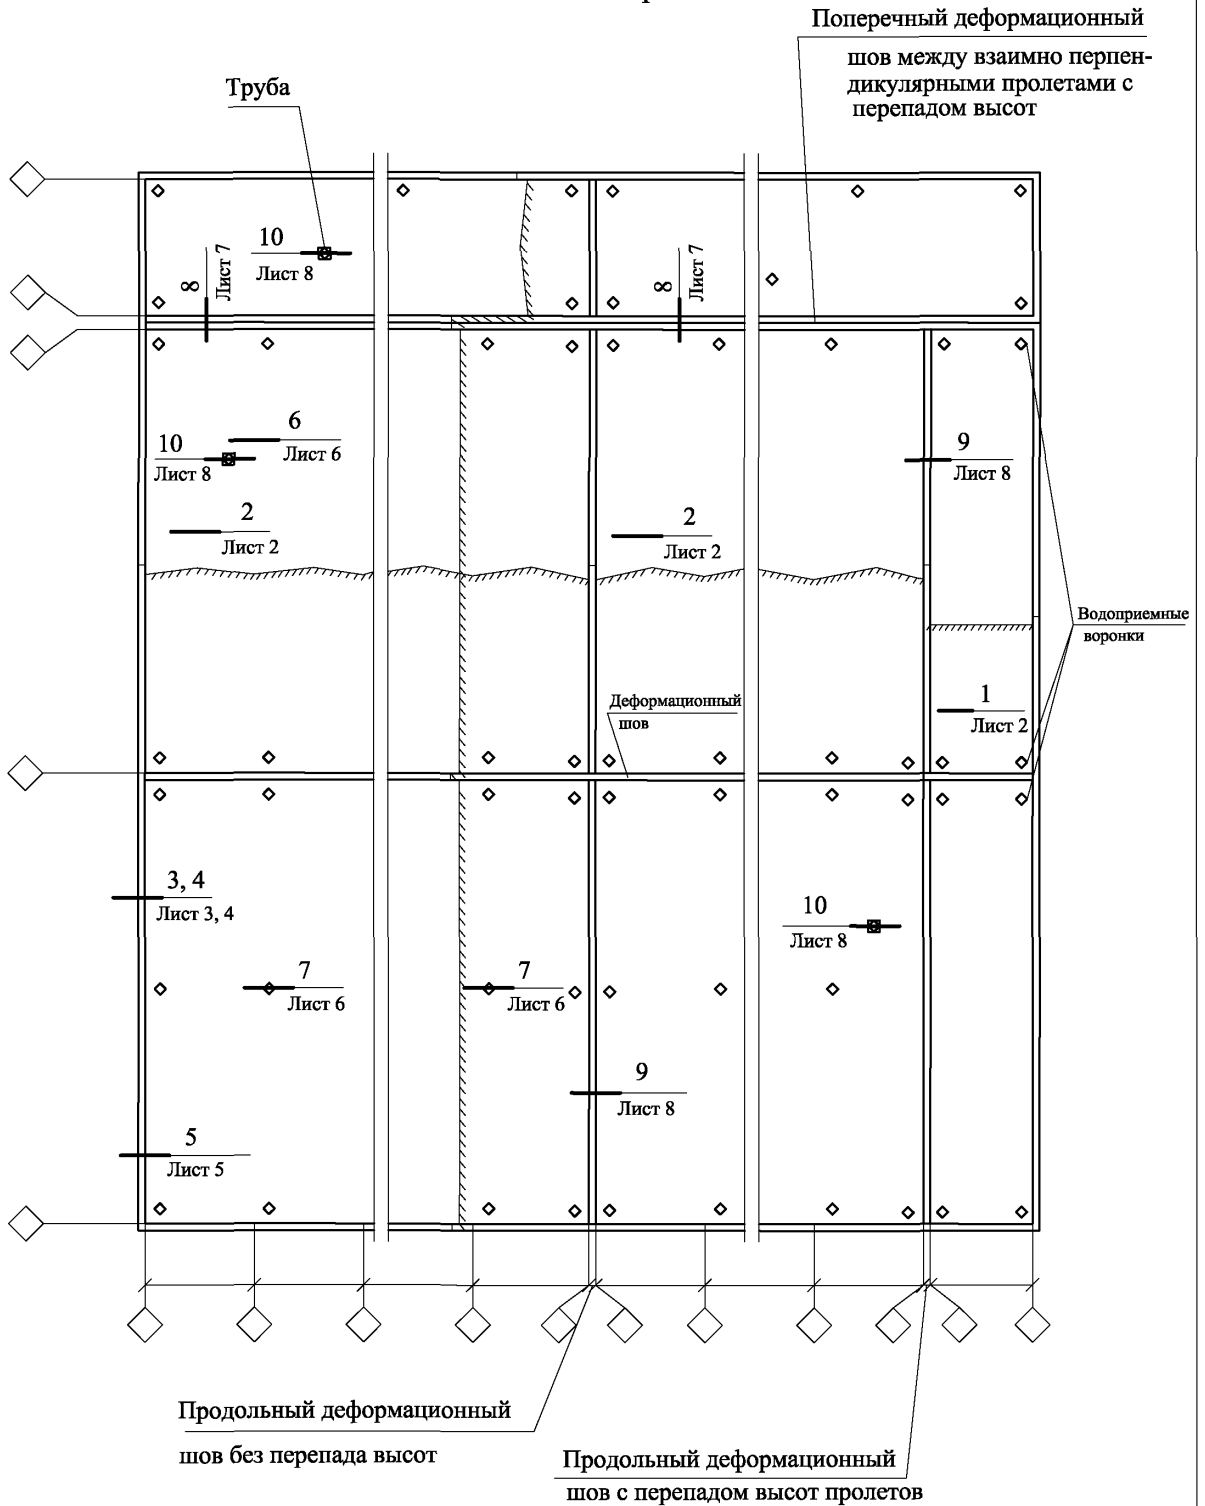 Поперечный деформационный
шов между взаимно перпен-
дикулярными пролетами с
перепадом высот
Труба
10
Лист 8
8
Лист 7
8
Лист 7
6
Лист 6
10
Лист 8
9
Лист 8
2
Лист 2
2
Лист 2
Водоприемные
воронки
1
Лист 2
Деформационный
шов
3, 4
Лист 3, 4
10
Лист 8
7
Лист 6
7
Лист 6
9
Лист 8
5
Лист 5
Продольный деформационный
шов без перепада высот
Продольный деформационный
шов с перепадом высот пролетов